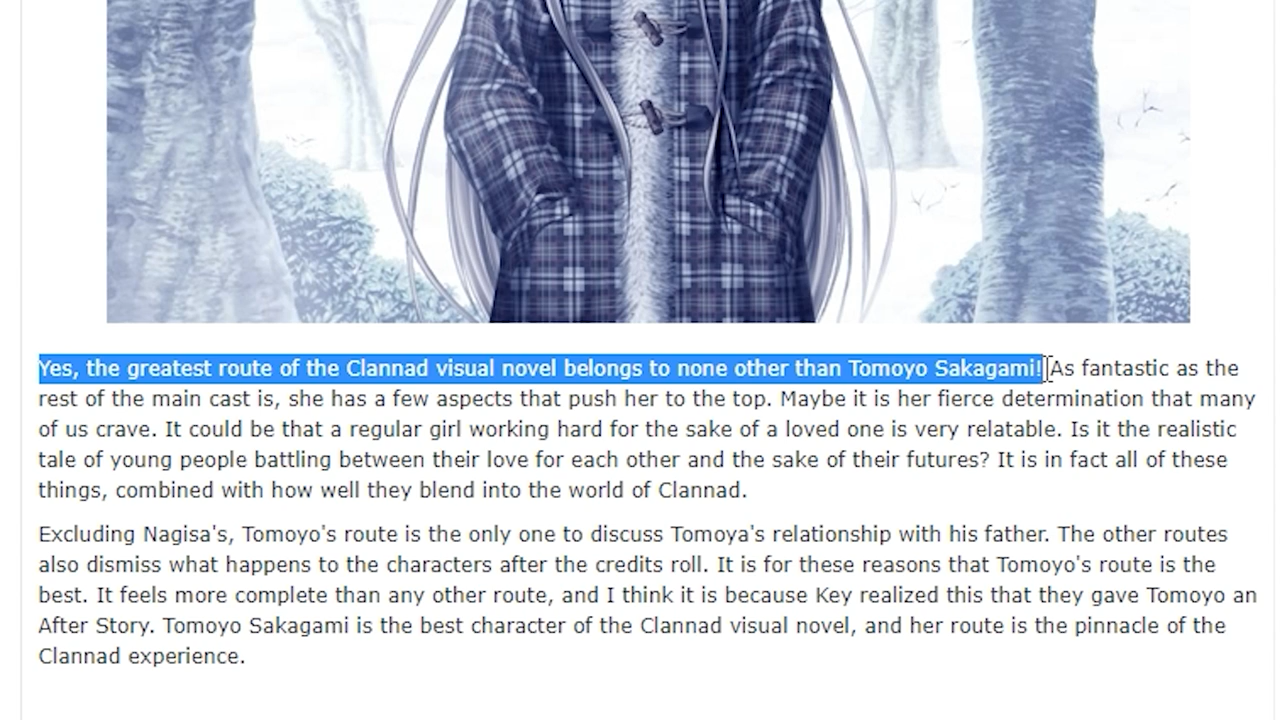 Yes, the greatest route of the Clannad visual novel belongs to none other than Tomoyo Sakagami! As fantastic as the
rest of the main cast is, she has a few aspects that push her to the top. Maybe it is her fierce determination that many
of us crave. It could be that a regular girl working hard for the sake of a loved one is very relatable. Is it the realistic
tale of young people battling between their love for each other and the sake of their futures? It is in fact all of these
things, combined with how well they blend into the world of Clannad.
Excluding Nagisa's, Tomoyo's route is the only one to discuss Tomoya's relationship with his father. The other routes
also dismiss what happens to the characters after the credits roll. It is for these reasons that Tomoyo's route is the
best. It feels more complete than any other route, and I think it is because Key realized this that they gave Tomoyo an
After Story. Tomoyo Sakagami is the best character of the Clannad visual novel, and her route is the pinnacle of the
Clannad experience.